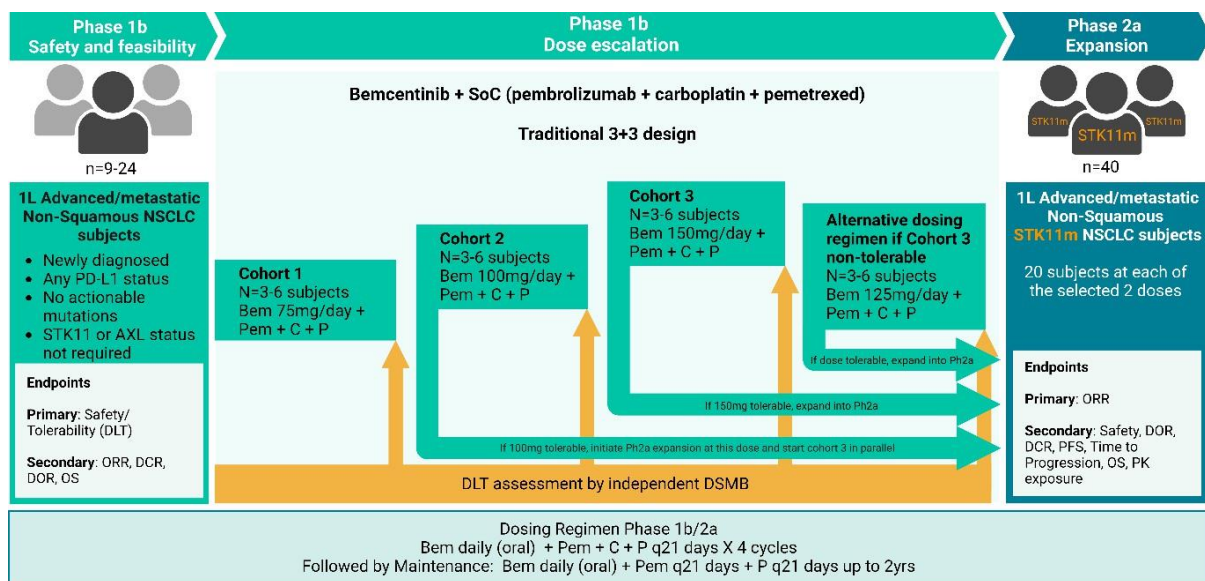 Phase 1b
Safety and feasibility
Phase 1b
Dose escalation
Phase 2a
Expansion
n=9-24
1L Advanced/metastatic
Non-Squamous NSCLC
subjects
• Newly diagnosed
• Any PD-L1 status
• No actionable
mutations
• STK11 or AXL status
not required
Endpoints
Primary: Safety/
Tolerability (DLT)
Secondary: ORR, DCR,
DOR, OS
Bemcentinib + SoC (pembrolizumab + carboplatin + pemetrexed)
Traditional 3+3 design
Cohort 1
N=3-6 subjects
Bem 75mg/day +
Pem + C + P
Cohort 2
N=3-6 subjects
Bem 100mg/day +
Pem + C + P
Cohort 3
N=3-6 subjects
Bem 150mg/day +
Pem + C + P
Alternative dosing
regimen if Cohort 3
non-tolerable
N=3-6 subjects
Bem 125mg/day +
Pem + C + P
If dose tolerable, expand into Ph2a
If 150mg tolerable, expand into Ph2a
If 100mg tolerable, initiate Ph2a expansion at this dose and start cohort 3 in parallel
DLT assessment by independent DSMB
STK11m
STK11m
STK11m
n=40
1L Advanced/metastatic
Non-Squamous
STK11m NSCLC subjects
20 subjects at each of
the selected 2 doses
Endpoints
Primary: ORR
Secondary: Safety, DOR,
DCR, PFS, Time to
Progression, OS, PK
exposure
Dosing Regimen Phase 1b/2a
Bem daily (oral) + Pem + C + P q21 days X 4 cycles
Followed by Maintenance: Bem daily (oral) + Pem q21 days + P q21 days up to 2yrs